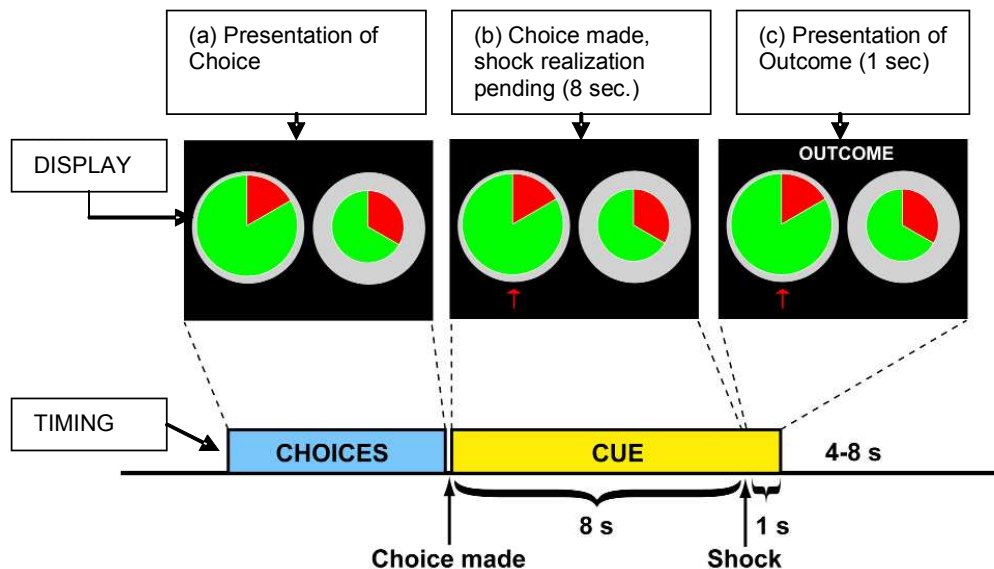 (a) Presentation of
Choice
(b) Choice made,
shock realization
pending (8 sec.)
(c) Presentation of
Outcome (1 sec)
DISPLAY
OUTCOME
TIMING
CHOICES
CUE
4-8 s
8 s
1 s
Choice made
Shock